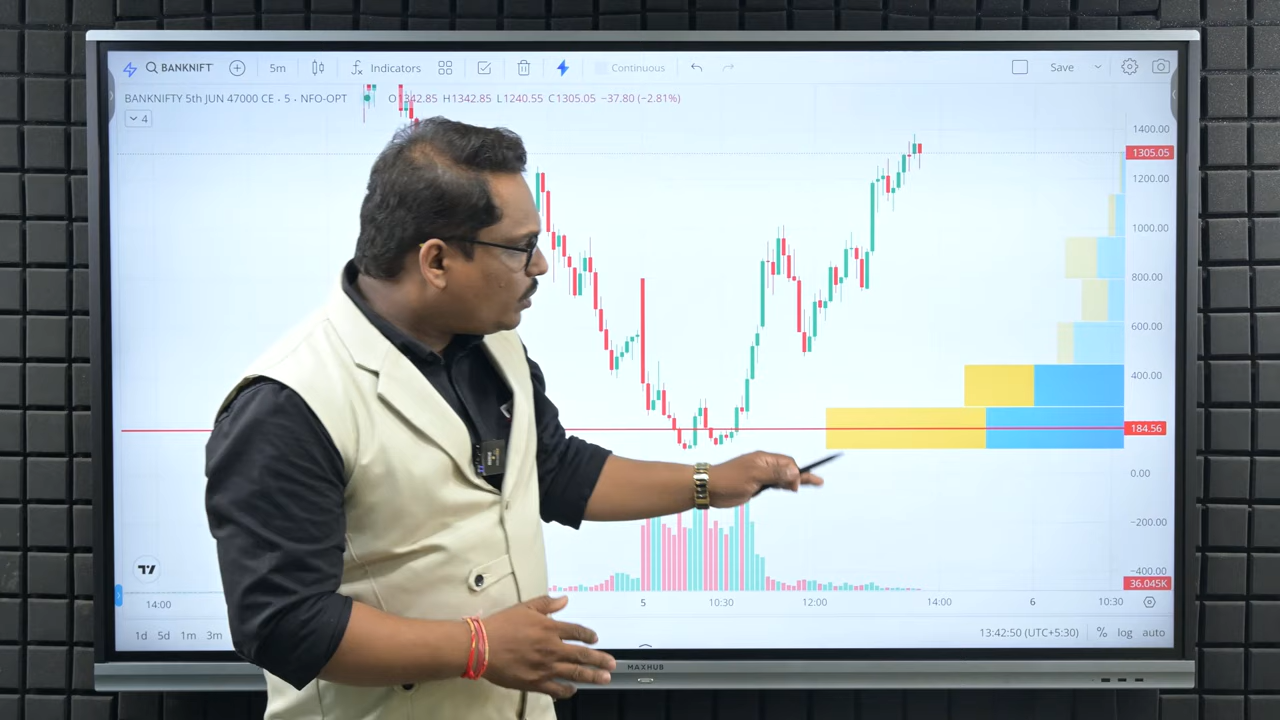 BANKNIFT 5m Indicators Continuous Save
BANKNIFTY 5th JUN 47000 CE · 5 · NFO-OPT O1342.85 H1342.85 L1240.55 C1305.05 −37.80 (−2.81%)
4
1400.00
1305.05
1200.00
1000.00
800.00
600.00
400.00
184.56
0.00
−200.00
−400.00
36.045K
14:00 5 10:30 12:00 14:00 6 10:30
1d 5d 1m 3m 13:42:50 (UTC+5:30) % log auto
MAXHUB